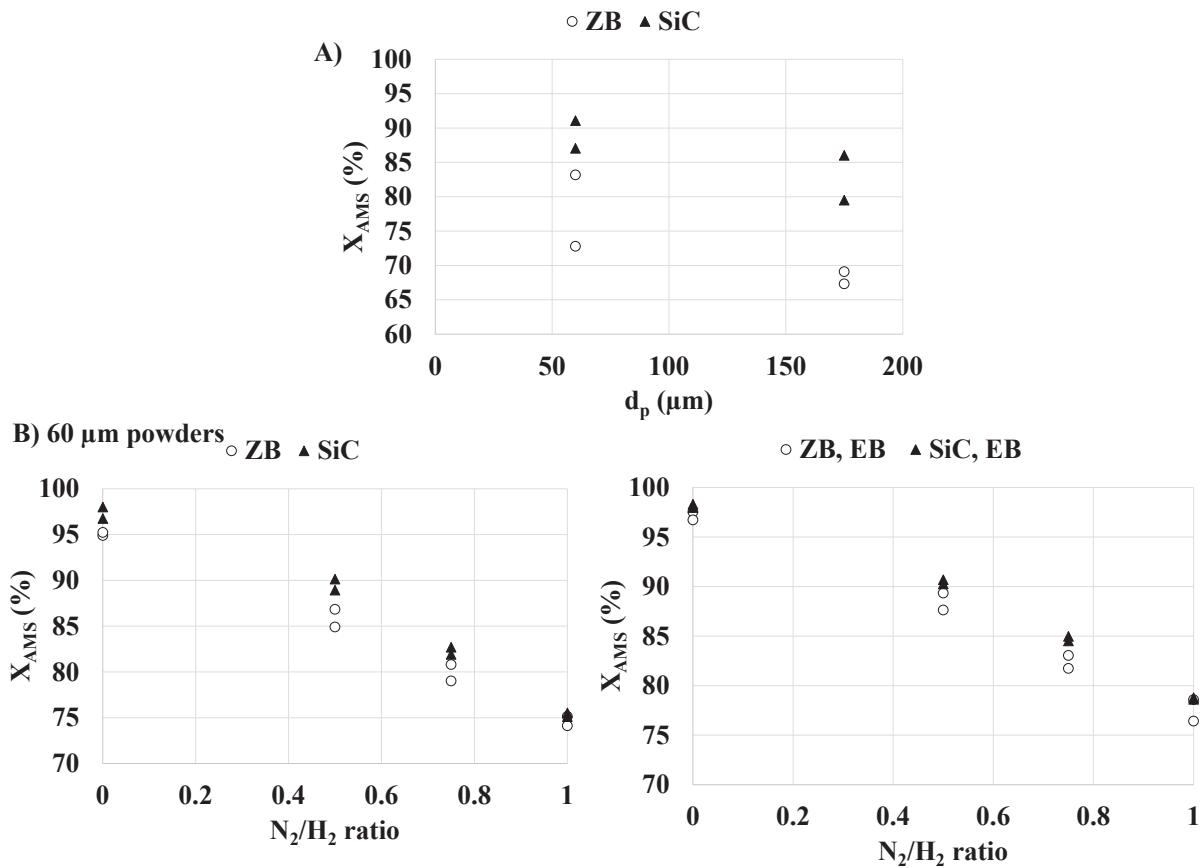 ○ ZB ▲ SiC
A)
100
95
90
85
80
75
70
65
60
X_AMS (%)
0 50 100 150 200
d_p (µm)
B) 60 µm powders
○ ZB ▲ SiC
100
95
90
85
80
75
70
X_AMS (%)
0 0.2 0.4 0.6 0.8 1
N₂/H₂ ratio
○ ZB, EB ▲ SiC, EB
100
95
90
85
80
75
70
X_AMS (%)
0 0.2 0.4 0.6 0.8 1
N₂/H₂ ratio